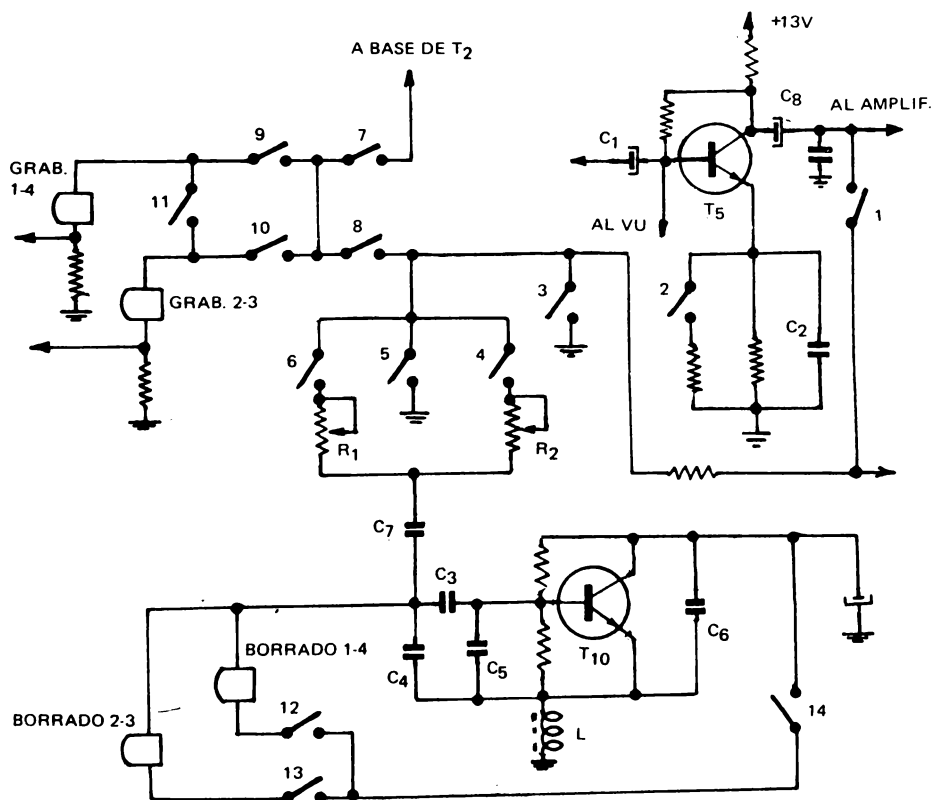 +13V
A BASE DE T2
C8
AL AMPLIF.
9
7
C1
GRAB.
1-4
11
T5
1
10
8
AL VU
GRAB. 2-3
3
2
C2
6
5
4
R1
R2
C7
C3
BORRADO 1-4
C4
C5
T10
C6
BORRADO 2-3
12
L
14
13